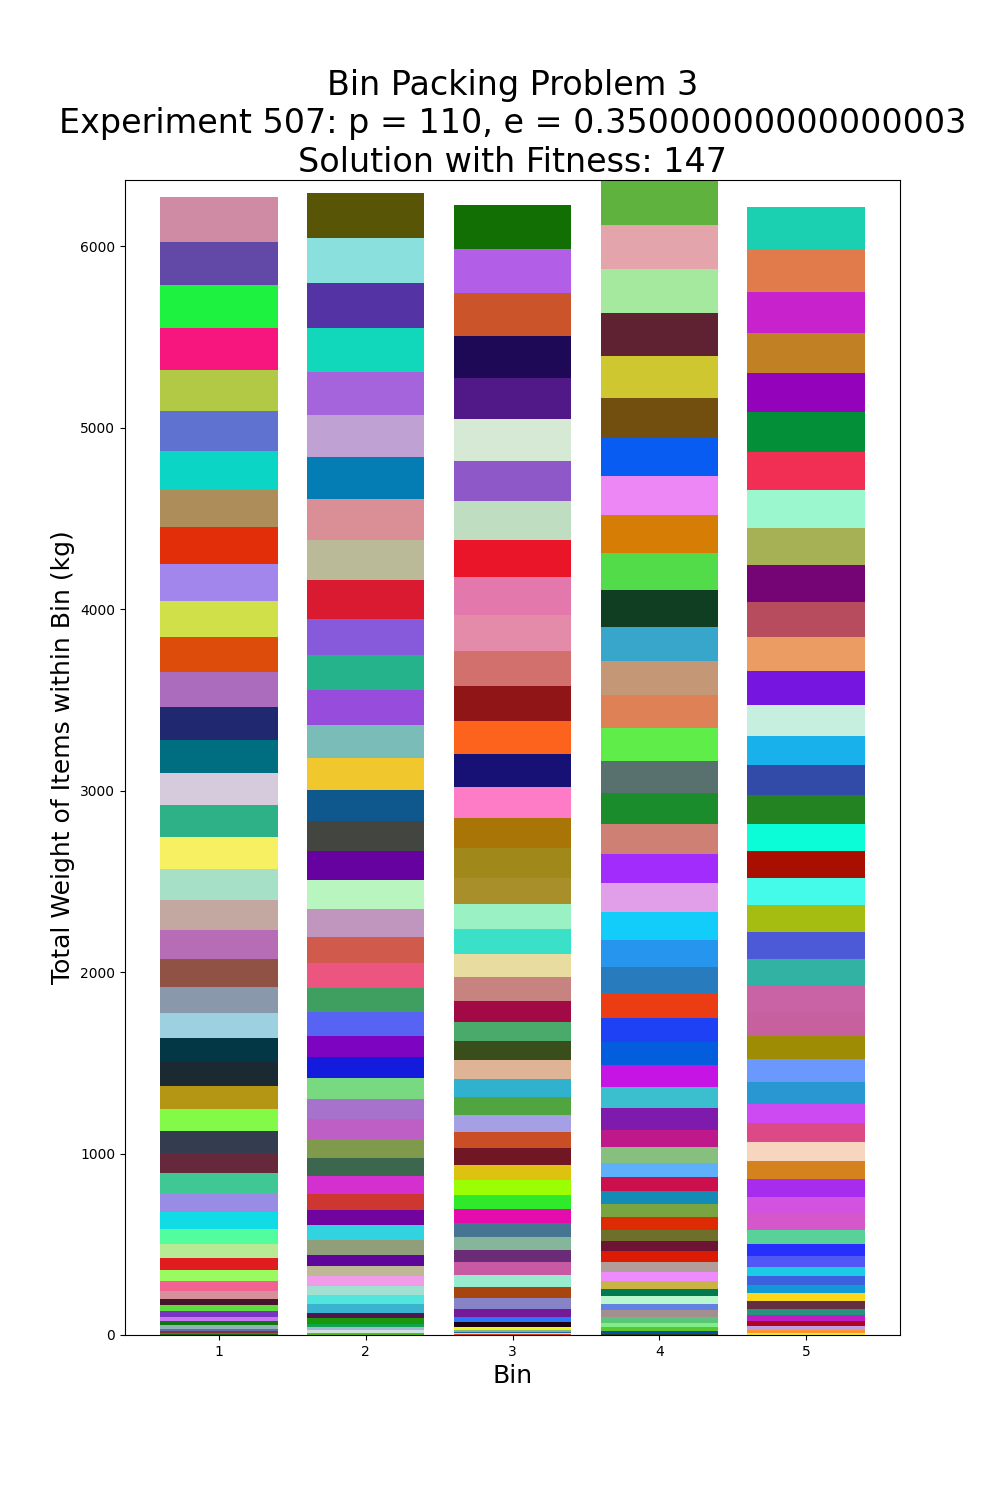 Bin Packing Problem 3
Experiment 507: p = 110, e = 0.35000000000000003
Solution with Fitness: 147
Total Weight of Items within Bin (kg)
6000
5000
4000
3000
2000
1000
0
1 2 3 4 5
Bin